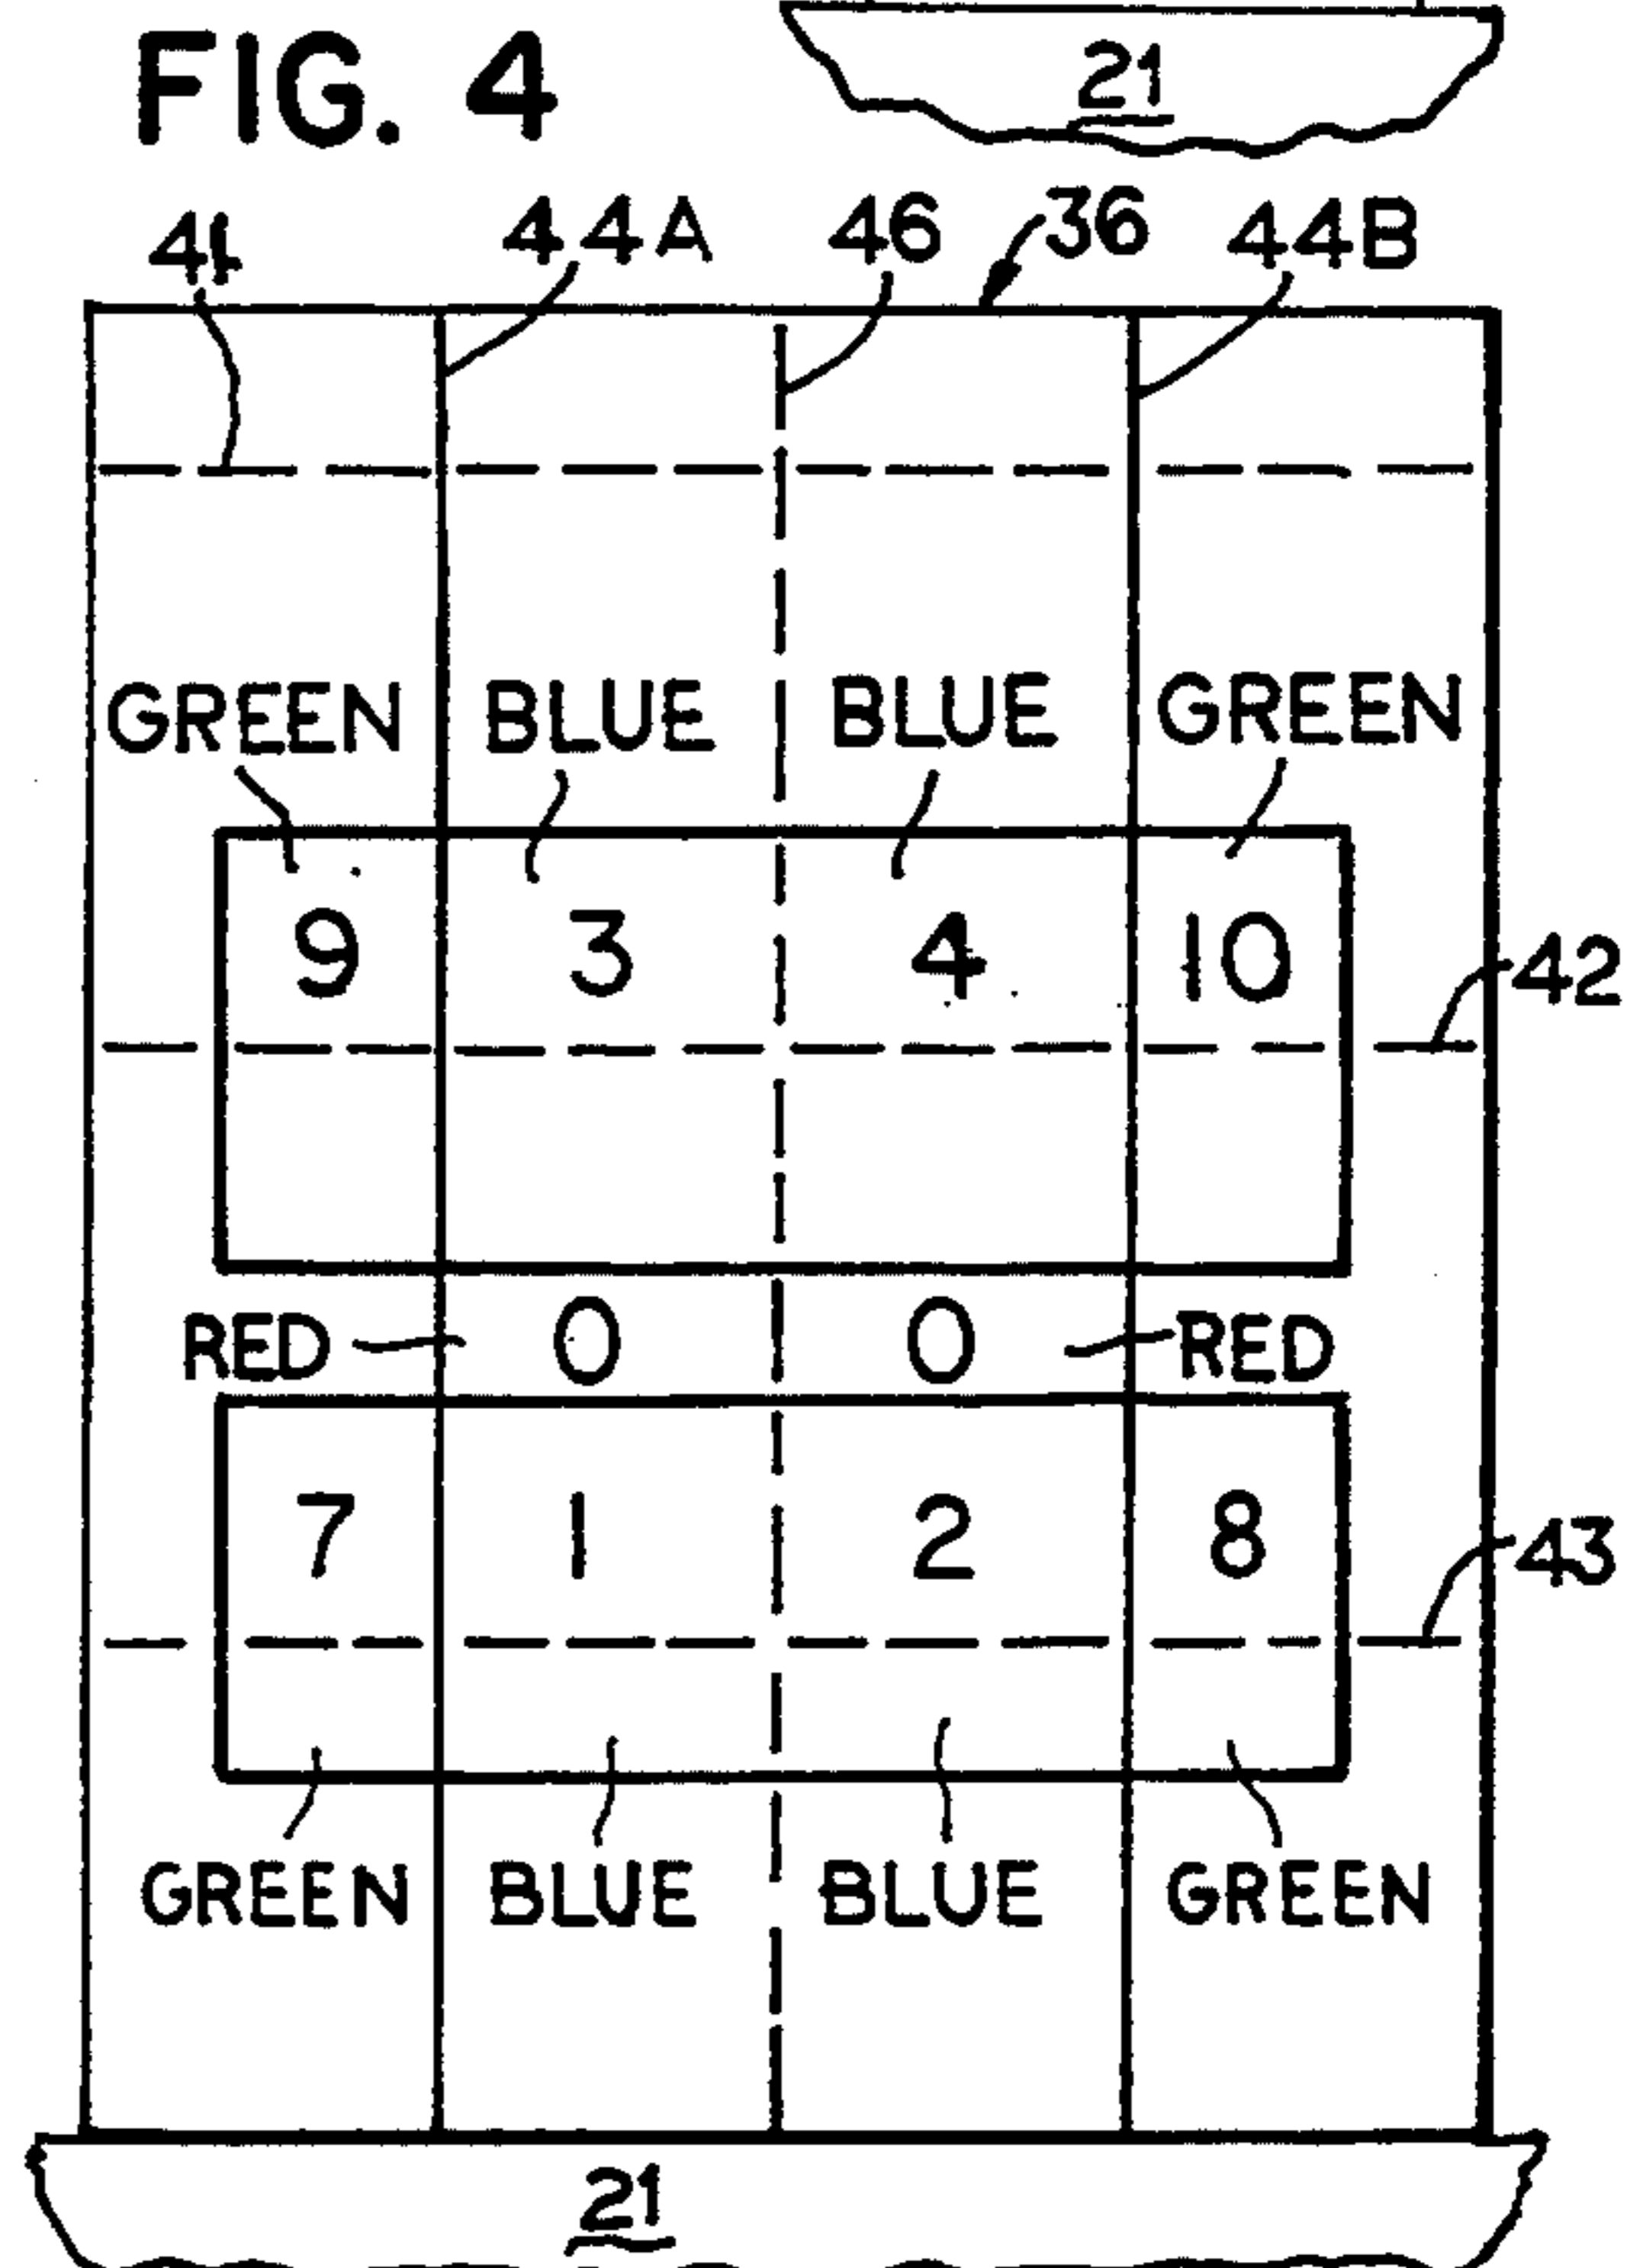 FIG. 4
21
41 44A 46 36 44B
GREEN BLUE BLUE GREEN
9 3 4 10
42
RED 0 0 RED
7 1 2 8
43
GREEN BLUE BLUE GREEN
21